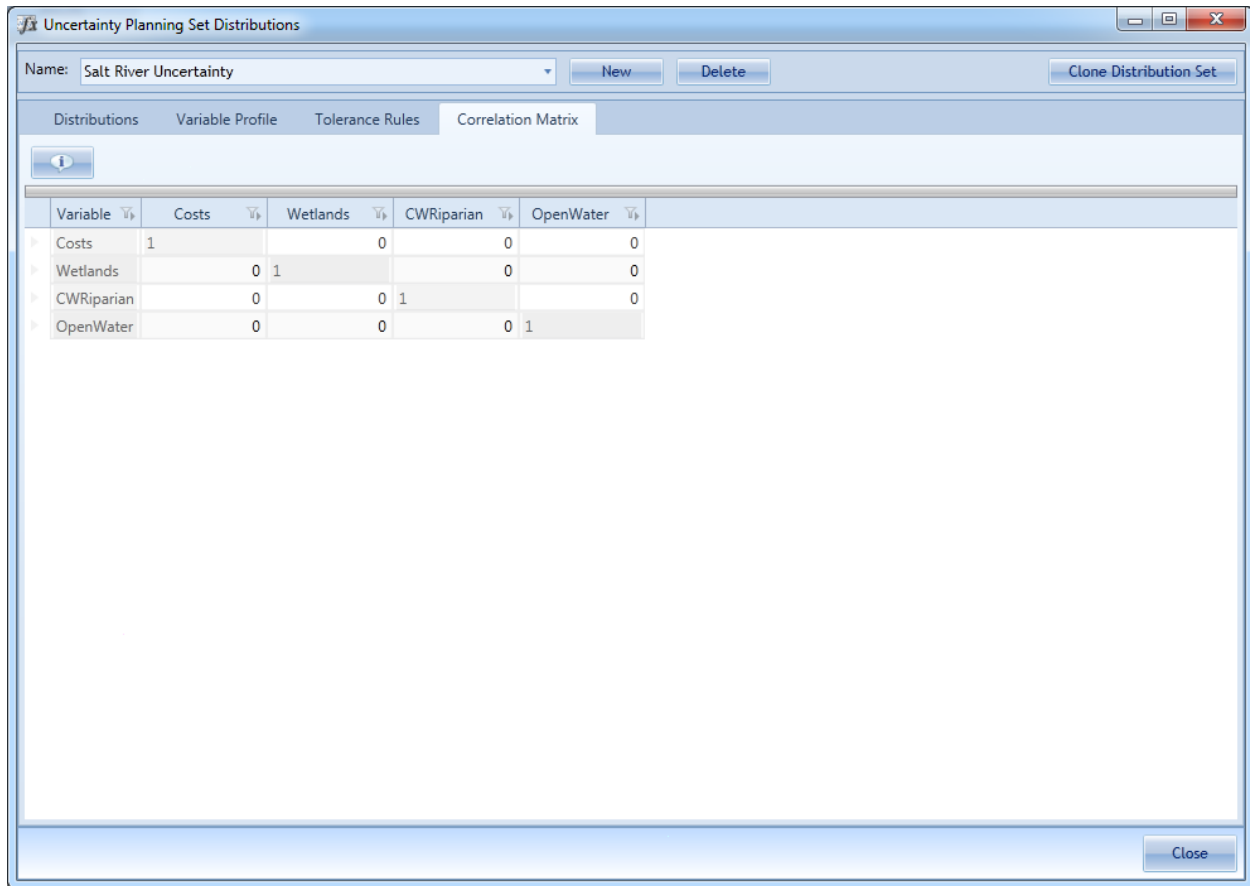 fx Uncertainty Planning Set Distributions
Name: Salt River Uncertainty New Delete Clone Distribution Set
Distributions Variable Profile Tolerance Rules Correlation Matrix
Variable Costs Wetlands CWRiparian OpenWater
Costs 1 0 0 0
Wetlands 0 1 0 0
CWRiparian 0 0 1 0
OpenWater 0 0 0 1
Close